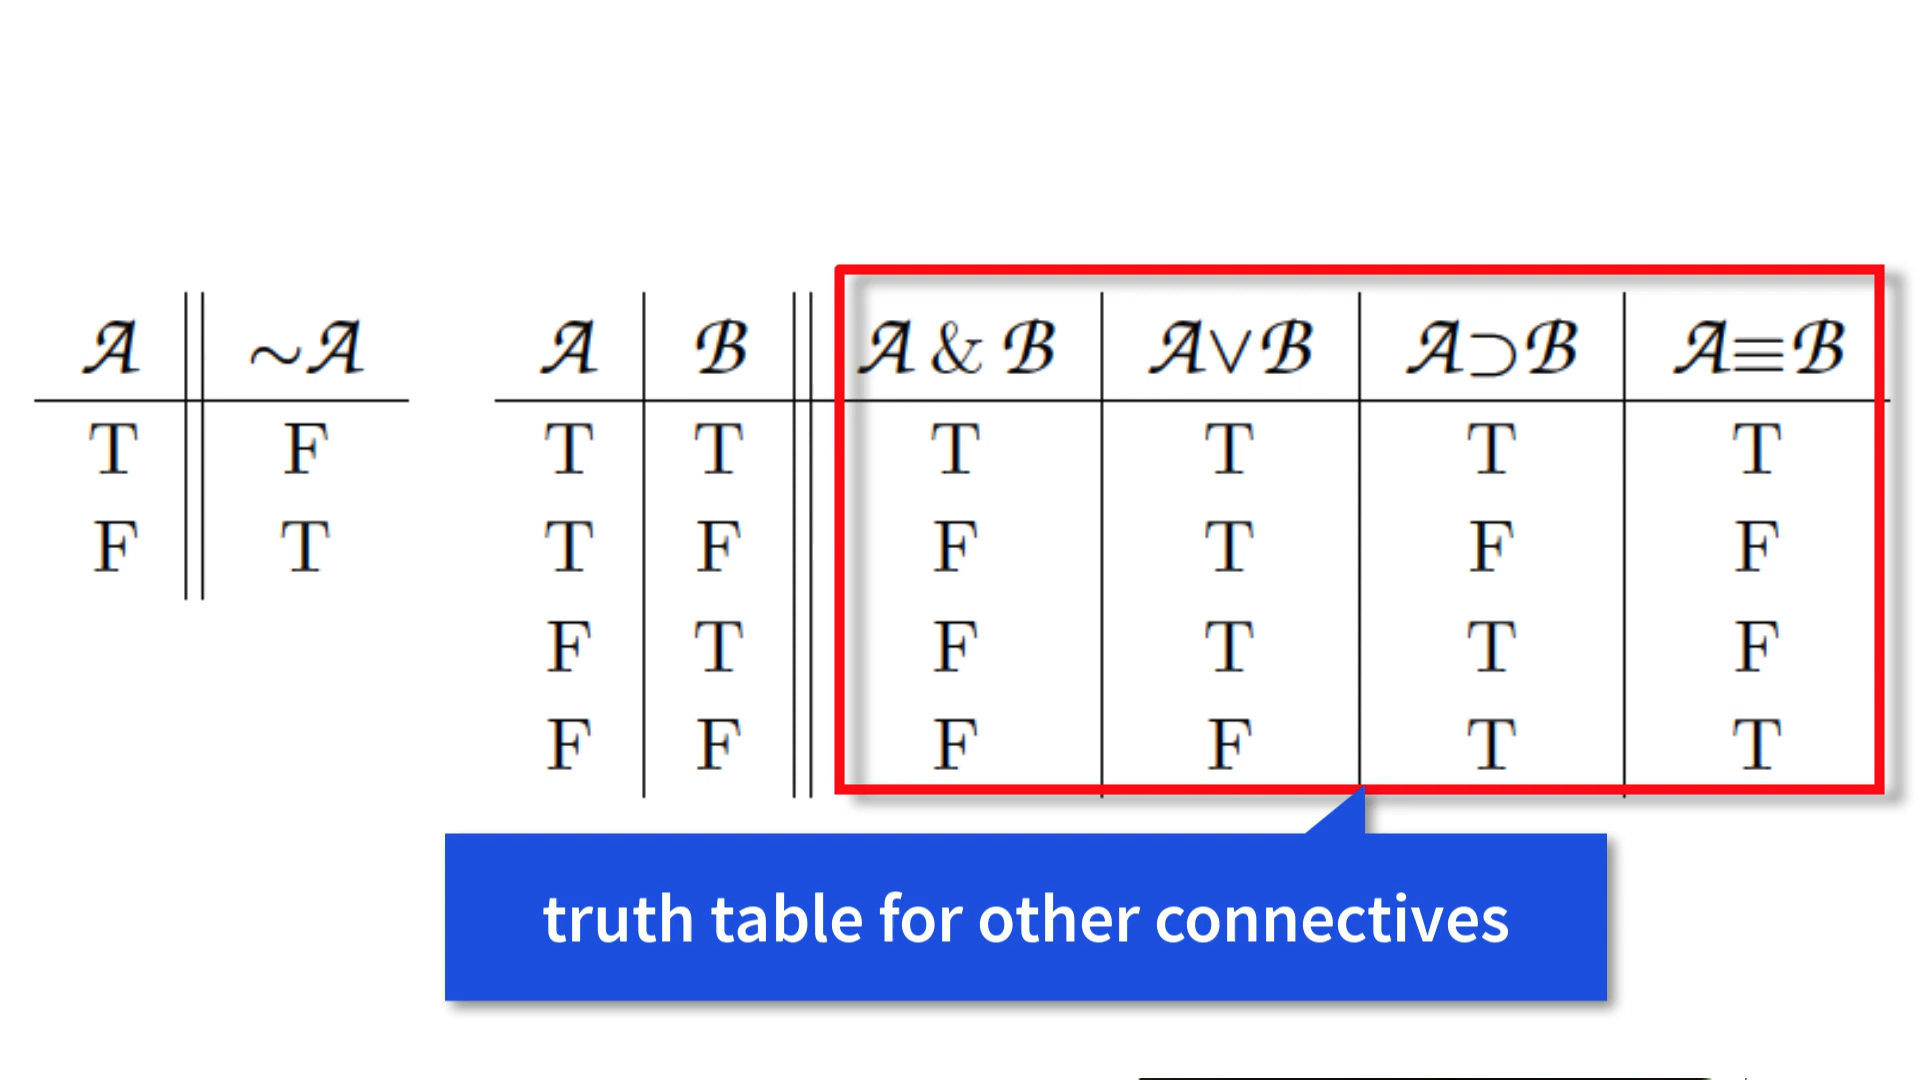 𝒜 ∼𝒜 𝒜 ℬ 𝒜 & ℬ 𝒜∨ℬ 𝒜⊃ℬ 𝒜≡ℬ
T F T T T T T T
F T T F F T F F
F T F T T F
F F F F T T
truth table for other connectives